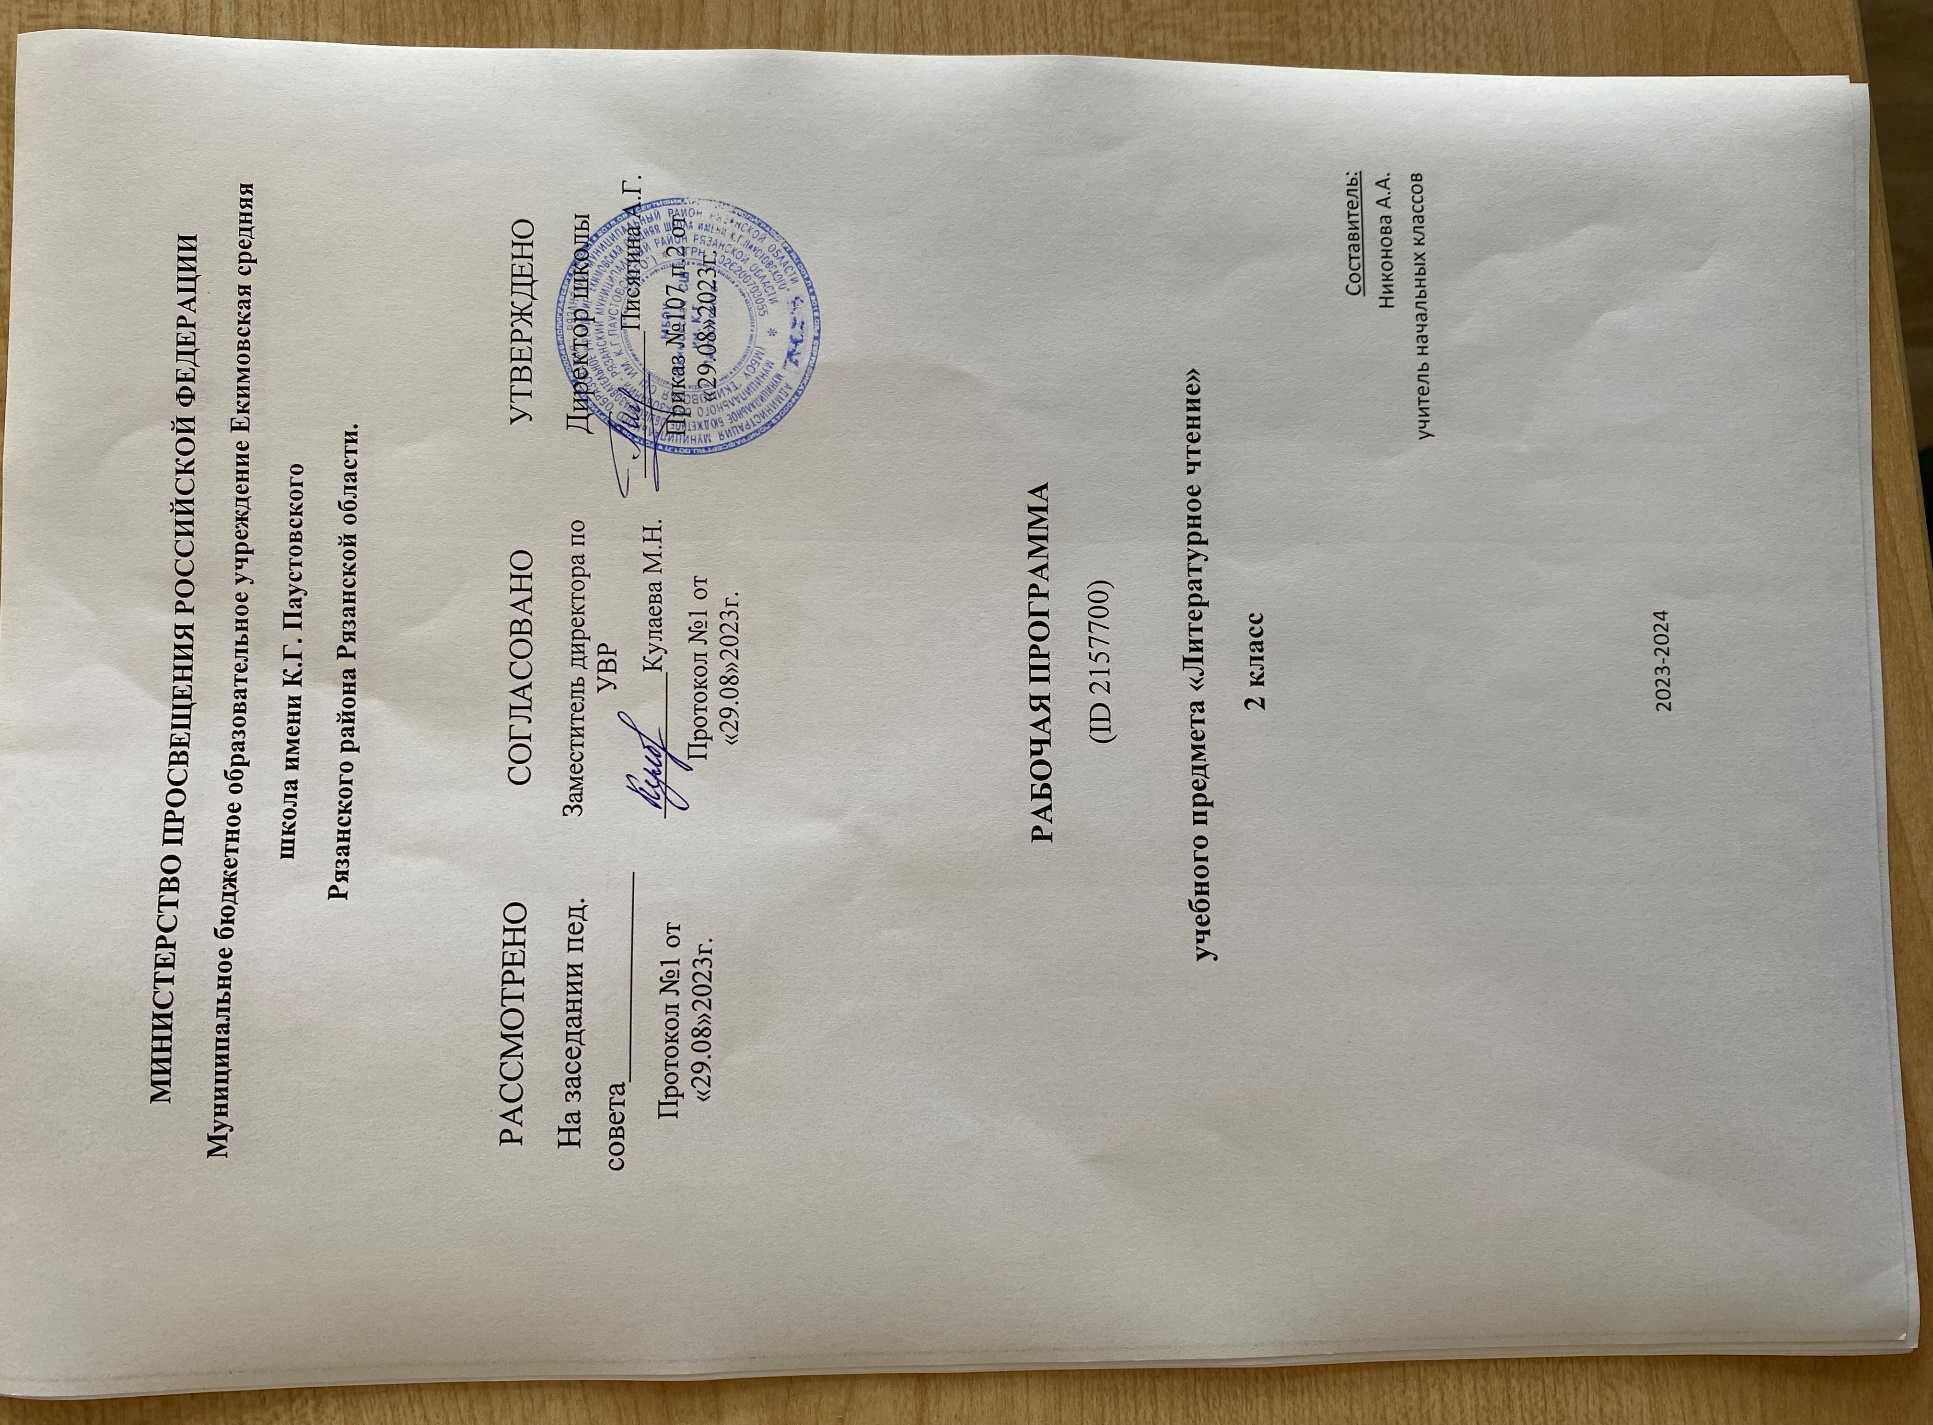 МИНИСТЕРСТВО ПРОСВЕЩЕНИЯ РОССИЙСКОЙ ФЕДЕРАЦИИ
Муниципальное бюджетное образовательное учреждение Екимовская средняя
школа имени К.Г. Паустовского
Рязанского района Рязанской области.
РАССМОТРЕНО
На заседании пед.
совета
Протокол №1 от
«29.08»2023г.
СОГЛАСОВАНО
Заместитель директора по
УВР
Кулаева М.Н.
Протокол №1 от
«29.08»2023г.
УТВЕРЖДЕНО
Директор школы
Писягина А.Г.
Приказ №107 п.2 от
«29.08»2023г.
РАБОЧАЯ ПРОГРАММА
(ID 2157700)
учебного предмета «Литературное чтение»
2 класс
Составитель:
Никонова А.А.
учитель начальных классов
2023-2024